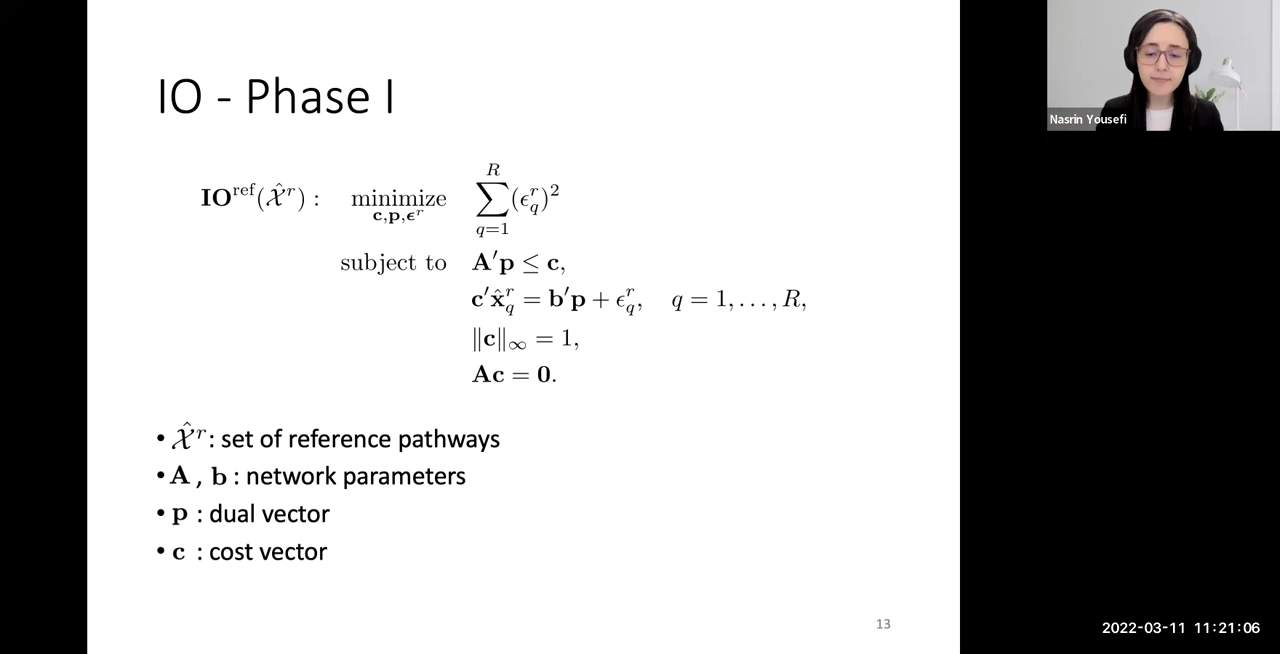 IO - Phase I
Nasrin Yousefi
IO^ref(𝒳̂^r) : minimize_{c,p,ϵ^r} ∑_{q=1}^{R} (ϵ_q^r)^2
subject to A′p ≤ c,
c′x̂_q^r = b′p + ϵ_q^r, q = 1, . . . , R,
‖c‖_∞ = 1,
Ac = 0.
• 𝒳̂^r : set of reference pathways
• A , b : network parameters
• p : dual vector
• c : cost vector
13
2022-03-11 11:21:06